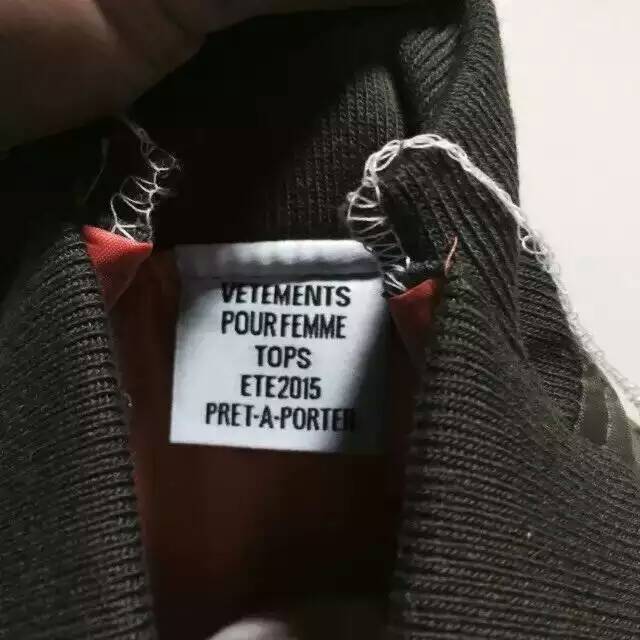 VETEMENTS
POUR FEMME
TOPS
ETE2015
PRET-A-PORTER